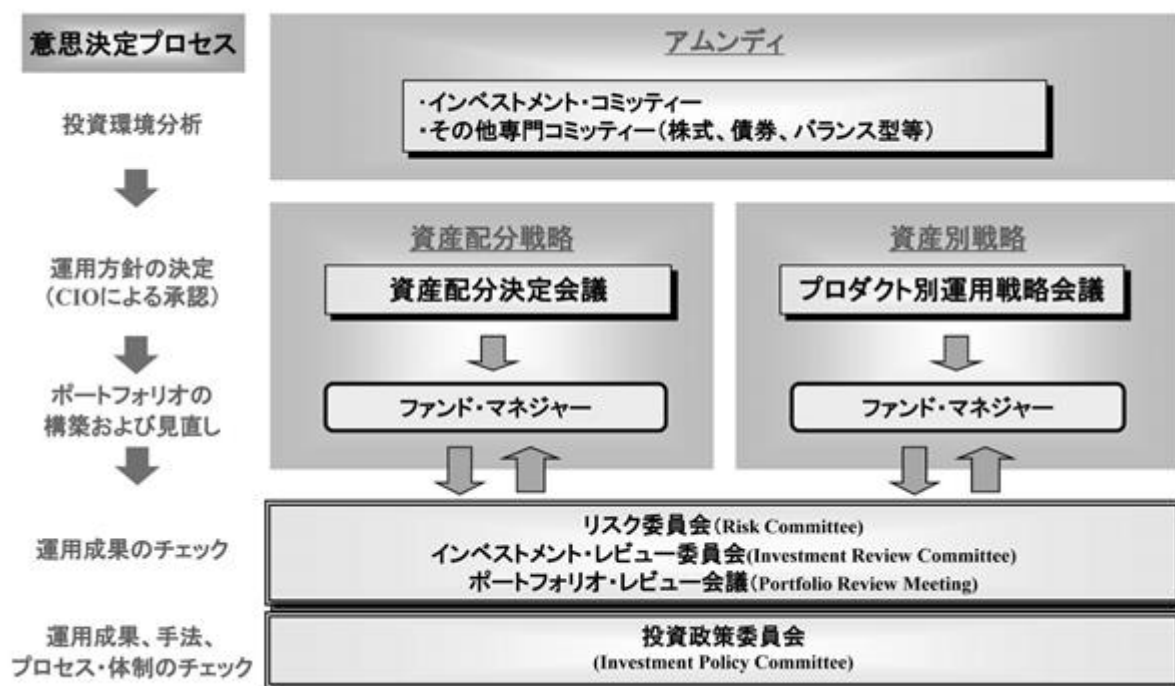 意思決定プロセス
アムンディ
・インベストメント・コミッティー
・その他専門コミッティー(株式、債券、バランス型等)
投資環境分析
資産配分戦略
資産別戦略
運用方針の決定
(CIOによる承認)
資産配分決定会議
プロダクト別運用戦略会議
ポートフォリオの
構築および見直し
ファンド・マネジャー
ファンド・マネジャー
運用成果のチェック
リスク委員会(Risk Committee)
インベストメント・レビュー委員会(Investment Review Committee)
ポートフォリオ・レビュー会議(Portfolio Review Meeting)
運用成果、手法、
プロセス・体制のチェック
投資政策委員会
(Investment Policy Committee)